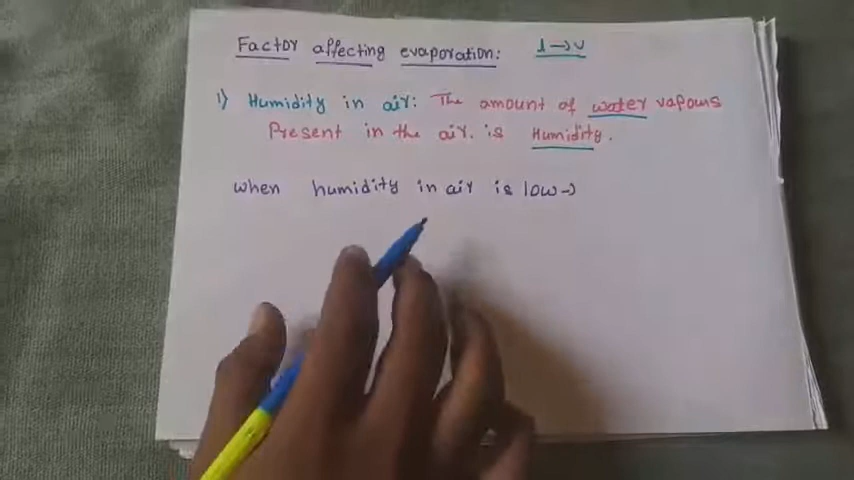 Factor affecting evaporation: l→v
1) Humidity in air: The amount of water vapous
Present in the air. is Humidity.
when humidity in air is low→